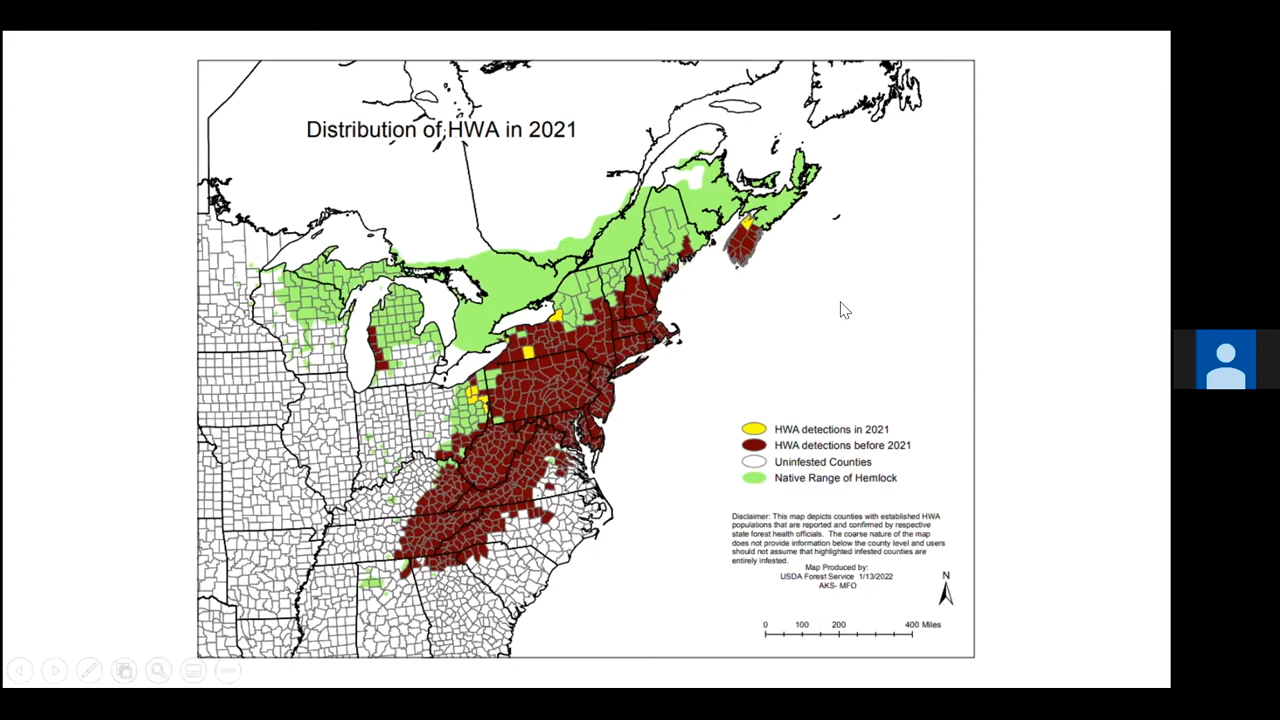 Distribution of HWA in 2021
HWA detections in 2021
HWA detections before 2021
Uninfested Counties
Native Range of Hemlock
Disclaimer: This map depicts counties with established HWA
populations that are reported and confirmed by respective
state forest health officials. The coarse nature of the map
does not provide information below the county level and users
should not assume that highlighted infested counties are
entirely infested.
Map Produced by:
USDA Forest Service 1/13/2022
AKS- MFO
N
0 100 200 400 Miles